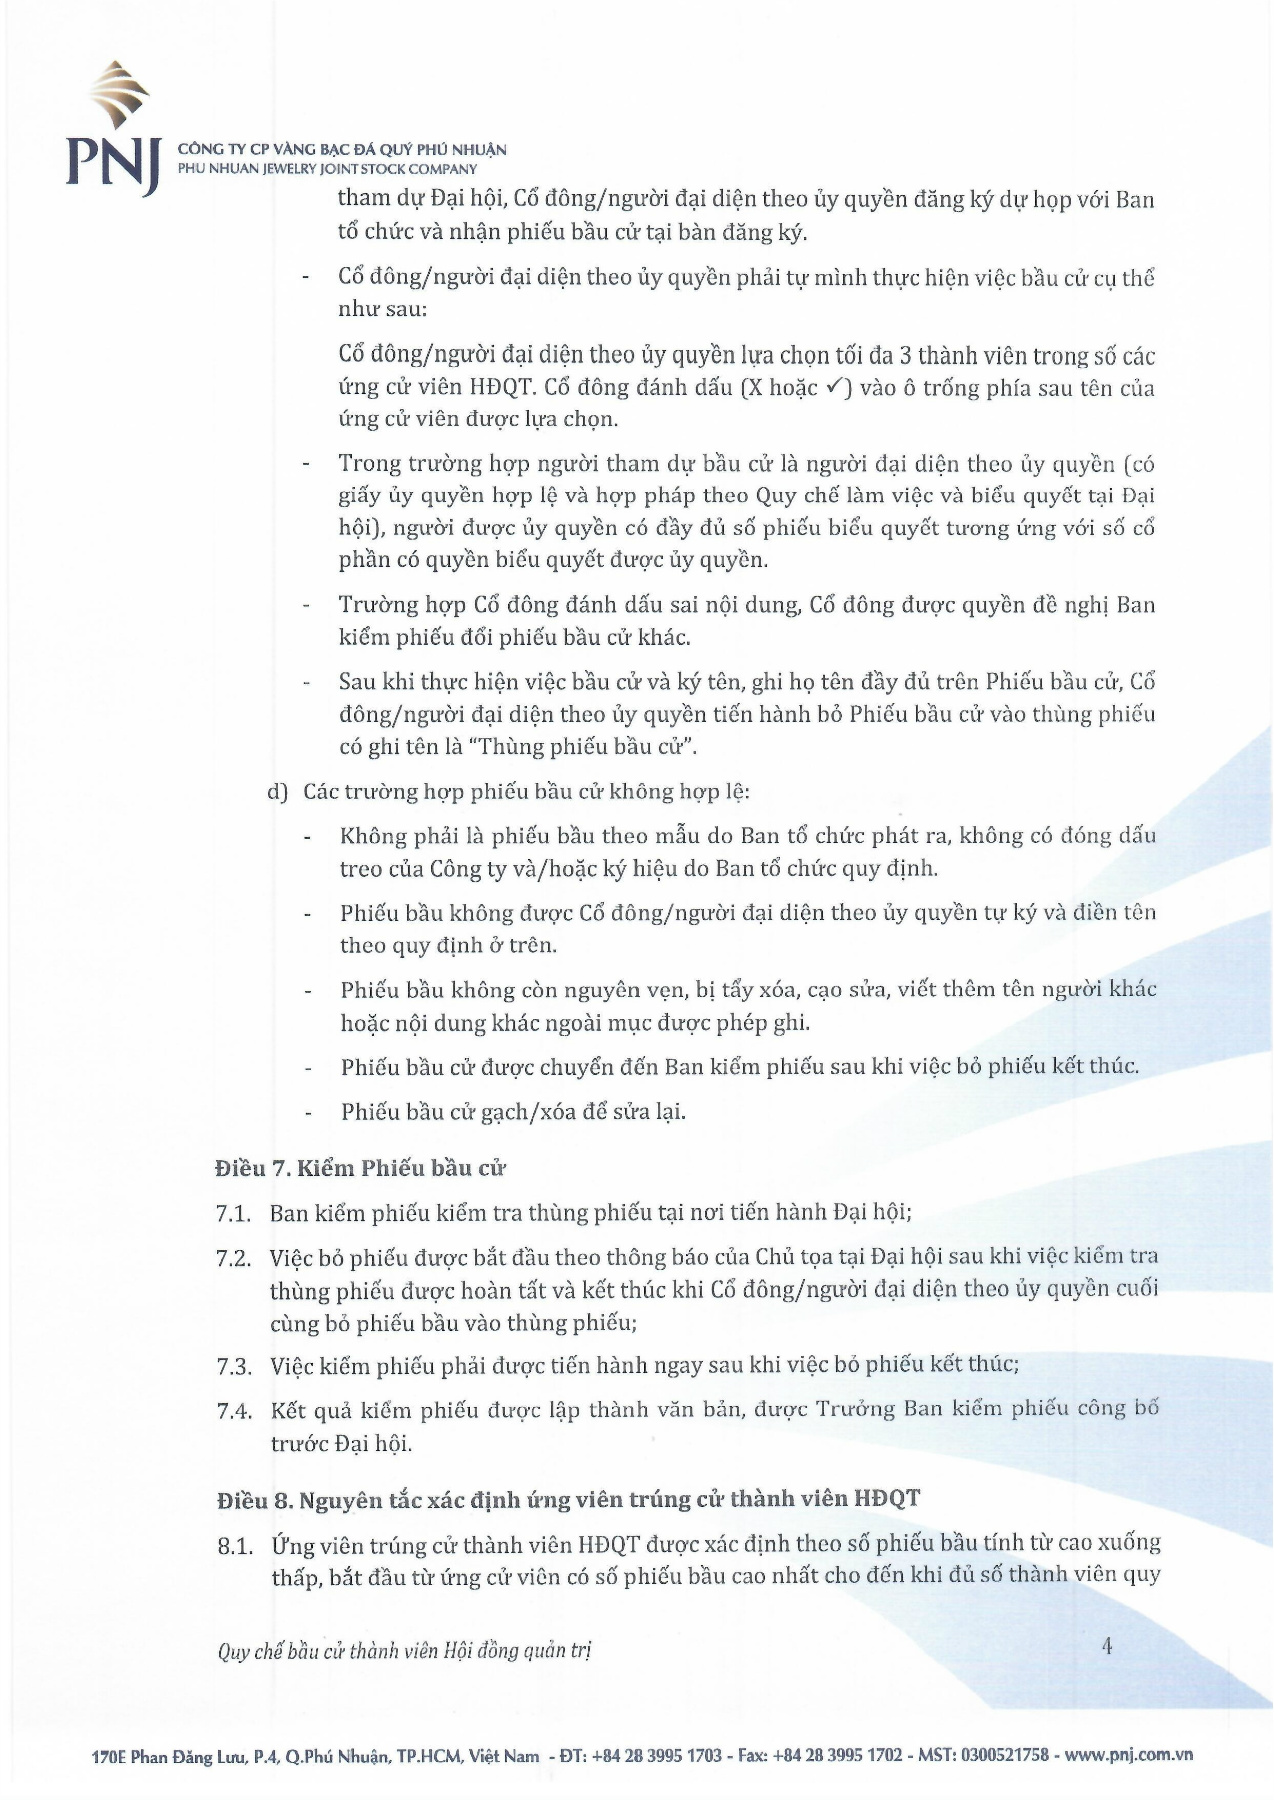 PNJ
CÔNG TY CP VÀNG BẠC ĐÁ QUÝ PHÚ NHUẬN
PHU NHUAN JEWELRY JOINT STOCK COMPANY
tham dự Đại hội, Cổ đông/người đại diện theo ủy quyền đăng ký dự họp với Ban
tổ chức và nhận phiếu bầu cử tại bàn đăng ký.
- Cổ đông/người đại diện theo ủy quyền phải tự mình thực hiện việc bầu cử cụ thể
như sau:
Cổ đông/người đại diện theo ủy quyền lựa chọn tối đa 3 thành viên trong số các
ứng cử viên HĐQT. Cổ đông đánh dấu (X hoặc ✓) vào ô trống phía sau tên của
ứng cử viên được lựa chọn.
- Trong trường hợp người tham dự bầu cử là người đại diện theo ủy quyền (có
giấy ủy quyền hợp lệ và hợp pháp theo Quy chế làm việc và biểu quyết tại Đại
hội), người được ủy quyền có đầy đủ số phiếu biểu quyết tương ứng với số cổ
phần có quyền biểu quyết được ủy quyền.
- Trường hợp Cổ đông đánh dấu sai nội dung, Cổ đông được quyền đề nghị Ban
kiểm phiếu đổi phiếu bầu cử khác.
- Sau khi thực hiện việc bầu cử và ký tên, ghi họ tên đầy đủ trên Phiếu bầu cử, Cổ
đông/người đại diện theo ủy quyền tiến hành bỏ Phiếu bầu cử vào thùng phiếu
có ghi tên là "Thùng phiếu bầu cử".
d) Các trường hợp phiếu bầu cử không hợp lệ:
- Không phải là phiếu bầu theo mẫu do Ban tổ chức phát ra, không có đóng dấu
treo của Công ty và/hoặc ký hiệu do Ban tổ chức quy định.
- Phiếu bầu không được Cổ đông/người đại diện theo ủy quyền tự ký và điền tên
theo quy định ở trên.
- Phiếu bầu không còn nguyên vẹn, bị tẩy xóa, cạo sửa, viết thêm tên người khác
hoặc nội dung khác ngoài mục được phép ghi.
- Phiếu bầu cử được chuyển đến Ban kiểm phiếu sau khi việc bỏ phiếu kết thúc.
- Phiếu bầu cử gạch/xóa để sửa lại.
Điều 7. Kiểm Phiếu bầu cử
7.1. Ban kiểm phiếu kiểm tra thùng phiếu tại nơi tiến hành Đại hội;
7.2. Việc bỏ phiếu được bắt đầu theo thông báo của Chủ tọa tại Đại hội sau khi việc kiểm tra
thùng phiếu được hoàn tất và kết thúc khi Cổ đông/người đại diện theo ủy quyền cuối
cùng bỏ phiếu bầu vào thùng phiếu;
7.3. Việc kiểm phiếu phải được tiến hành ngay sau khi việc bỏ phiếu kết thúc;
7.4. Kết quả kiểm phiếu được lập thành văn bản, được Trưởng Ban kiểm phiếu công bố
trước Đại hội.
Điều 8. Nguyên tắc xác định ứng viên trúng cử thành viên HĐQT
8.1. Ứng viên trúng cử thành viên HĐQT được xác định theo số phiếu bầu tính từ cao xuống
thấp, bắt đầu từ ứng cử viên có số phiếu bầu cao nhất cho đến khi đủ số thành viên quy
Quy chế bầu cử thành viên Hội đồng quản trị 4
170E Phan Đăng Lưu, P.4, Q.Phú Nhuận, TP.HCM, Việt Nam - ĐT: +84 28 3995 1703 - Fax: +84 28 3995 1702 - MST: 0300521758 - www.pnj.com.vn